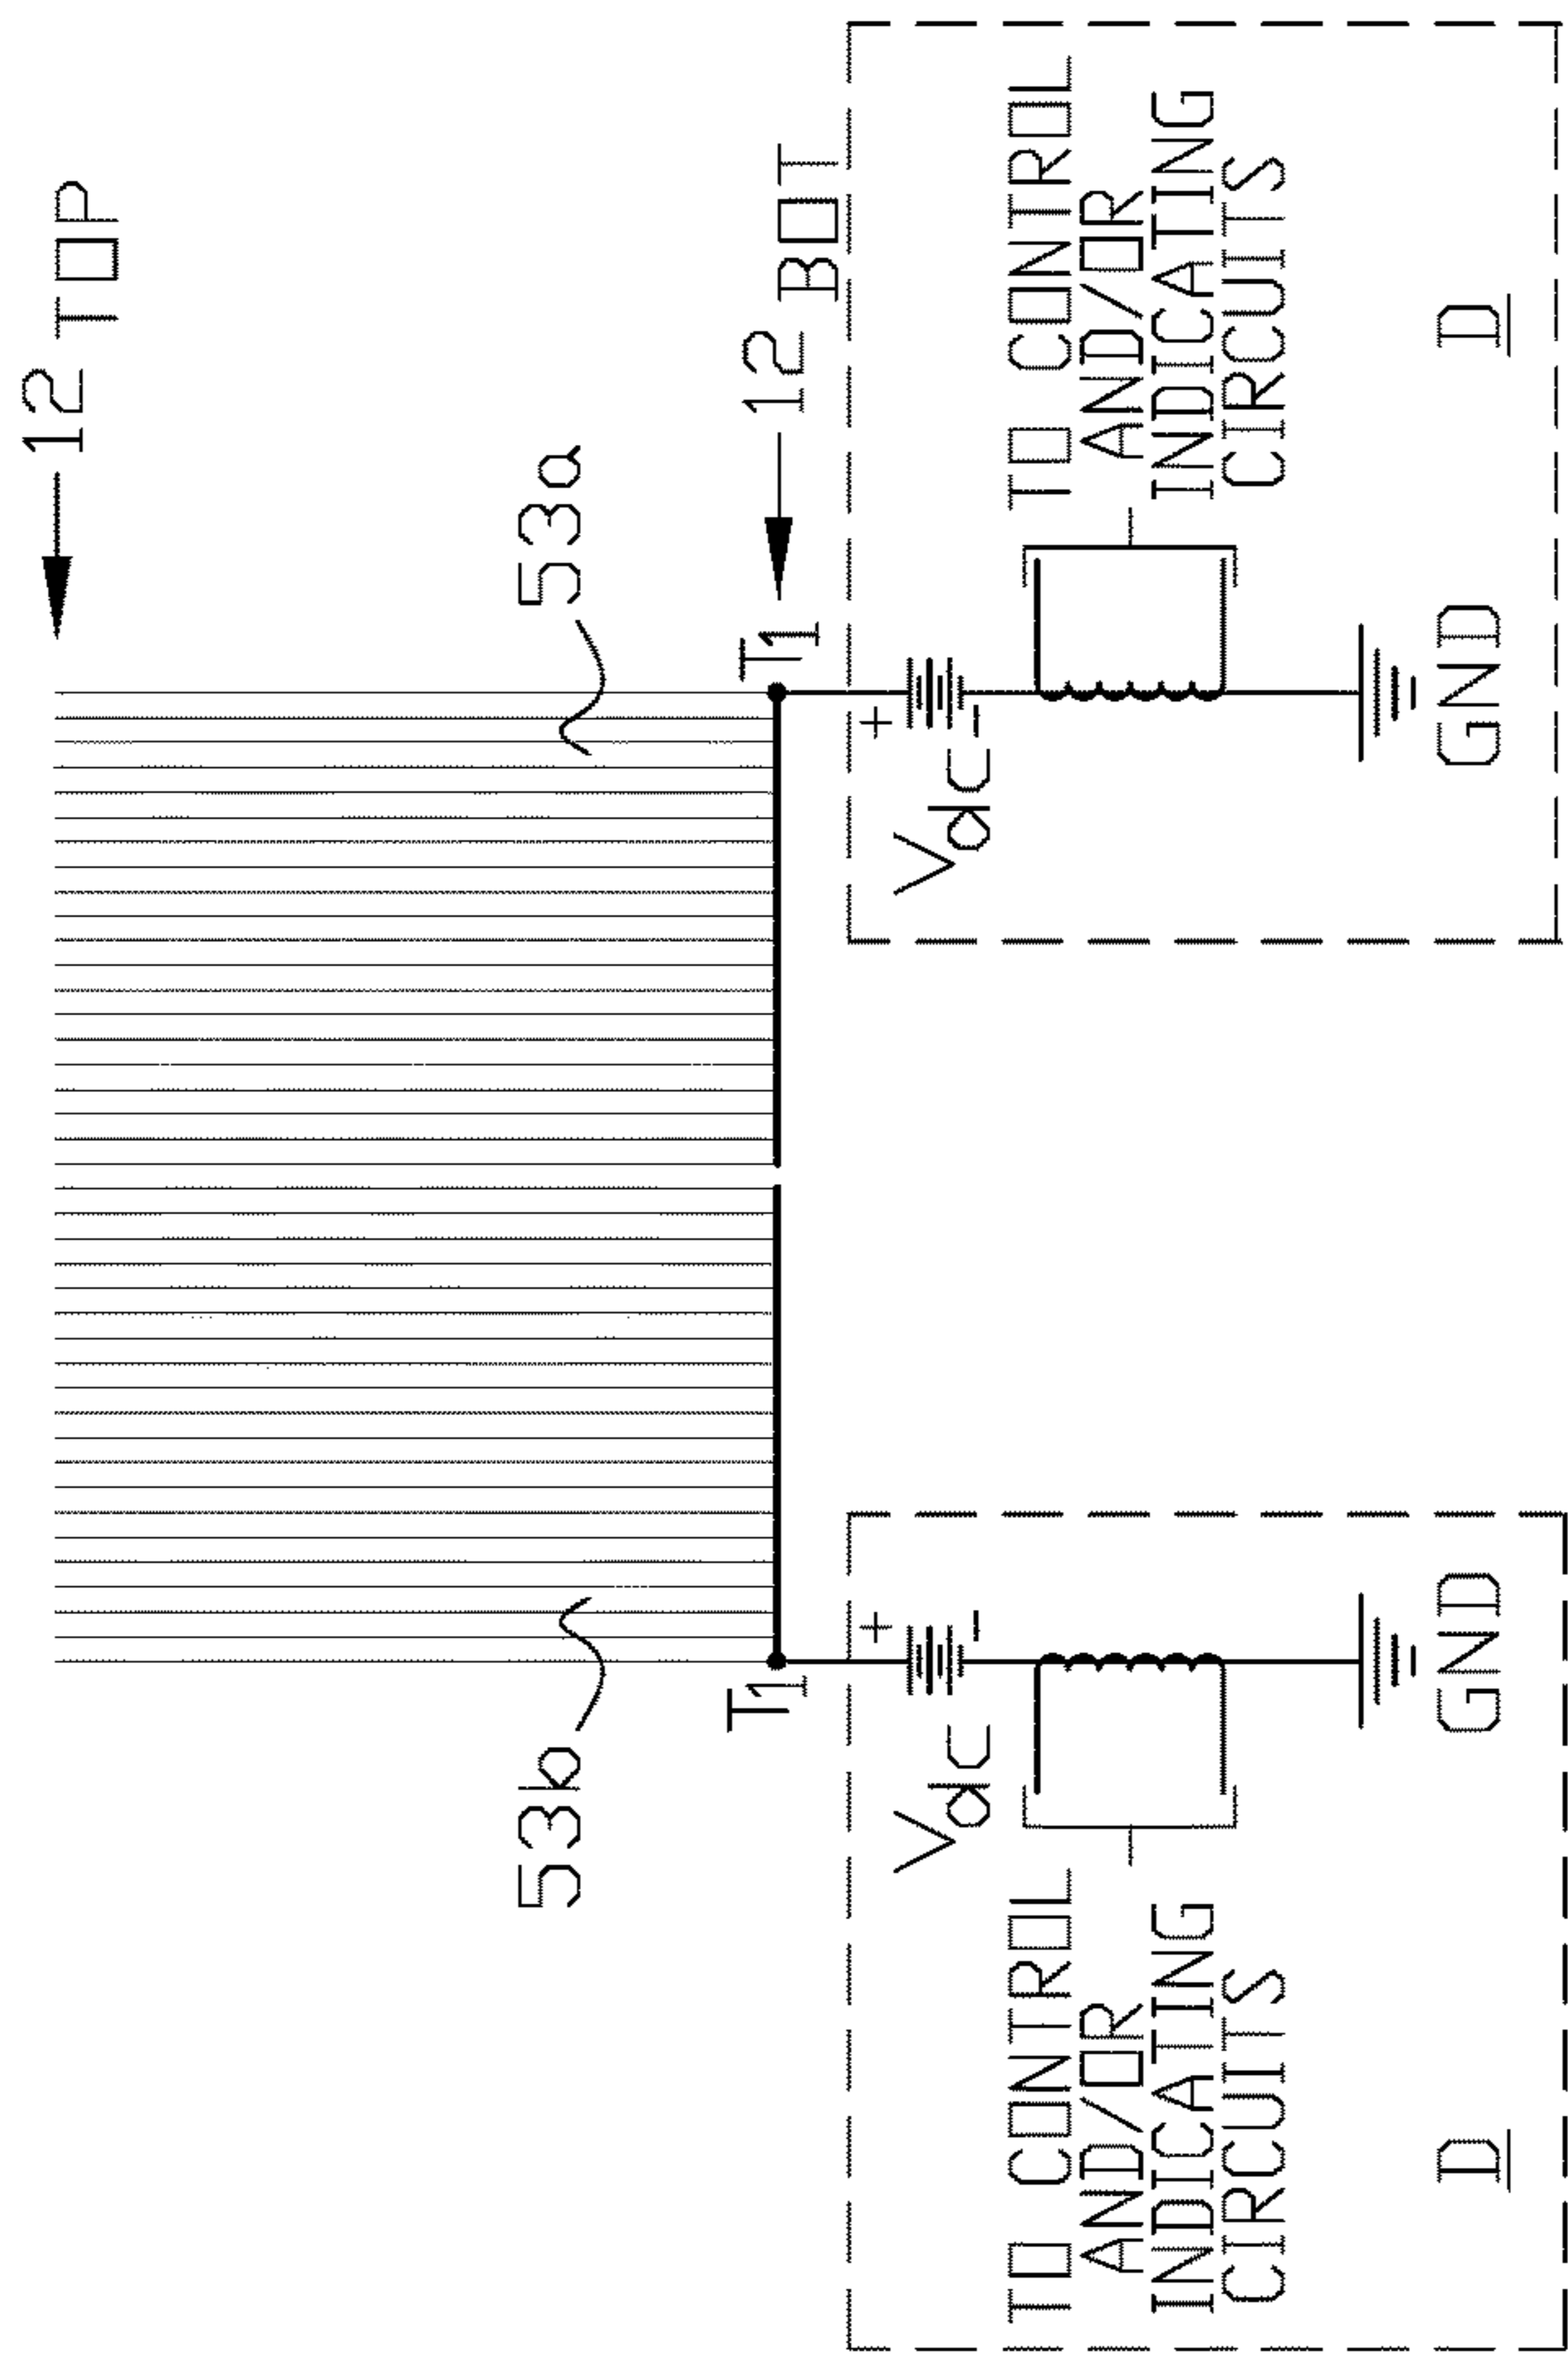 12 TOP
53b
53a
T1
T1
12 BOT
+
Vdc
-
TO CONTROL
AND/OR
INDICATING
CIRCUITS
GND
D
+
Vdc
-
TO CONTROL
AND/OR
INDICATING
CIRCUITS
GND
D